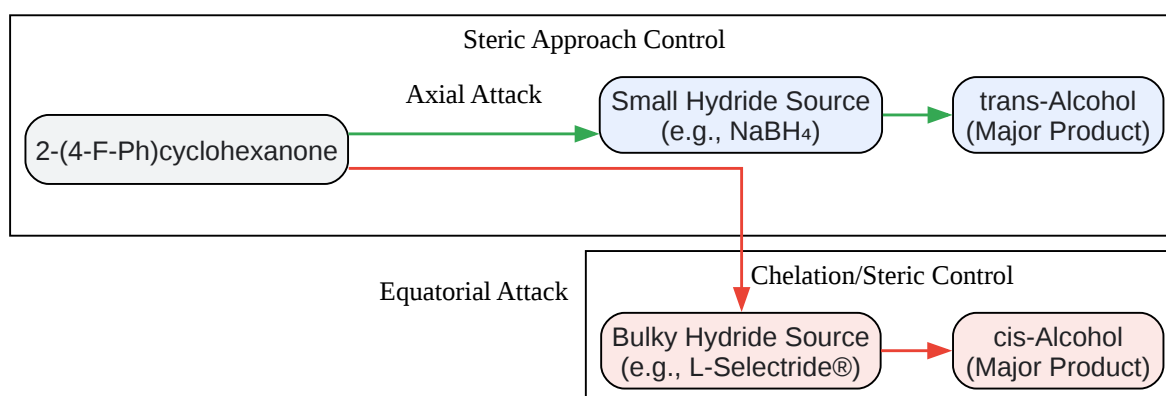 Steric Approach Control
Axial Attack
Small Hydride Source
(e.g., NaBH₄)
trans-Alcohol
(Major Product)
2-(4-F-Ph)cyclohexanone
Equatorial Attack
Chelation/Steric Control
Bulky Hydride Source
(e.g., L-Selectride®)
cis-Alcohol
(Major Product)